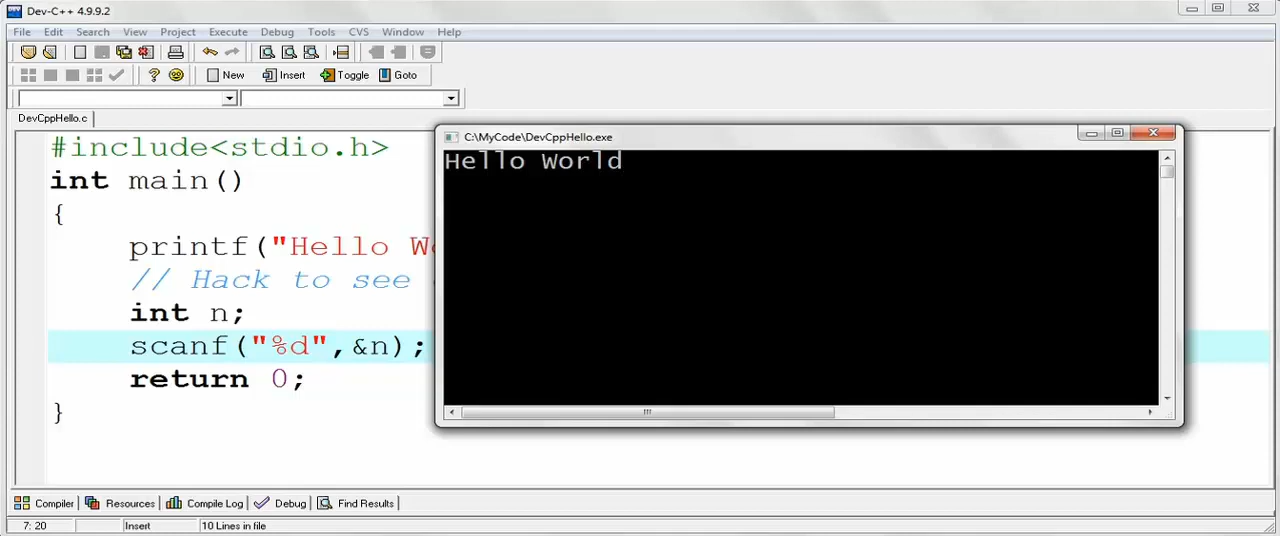 Dev-C++ 4.9.9.2
File Edit Search View Project Execute Debug Tools CVS Window Help
New Insert Toggle Goto
DevCppHello.c
#include<stdio.h>
int main()
{
printf("Hello W
// Hack to see
int n;
scanf("%d",&n);
return 0;
}
C:\MyCode\DevCppHello.exe
Hello World
Compiler Resources Compile Log Debug Find Results
7: 20 Insert 10 Lines in file